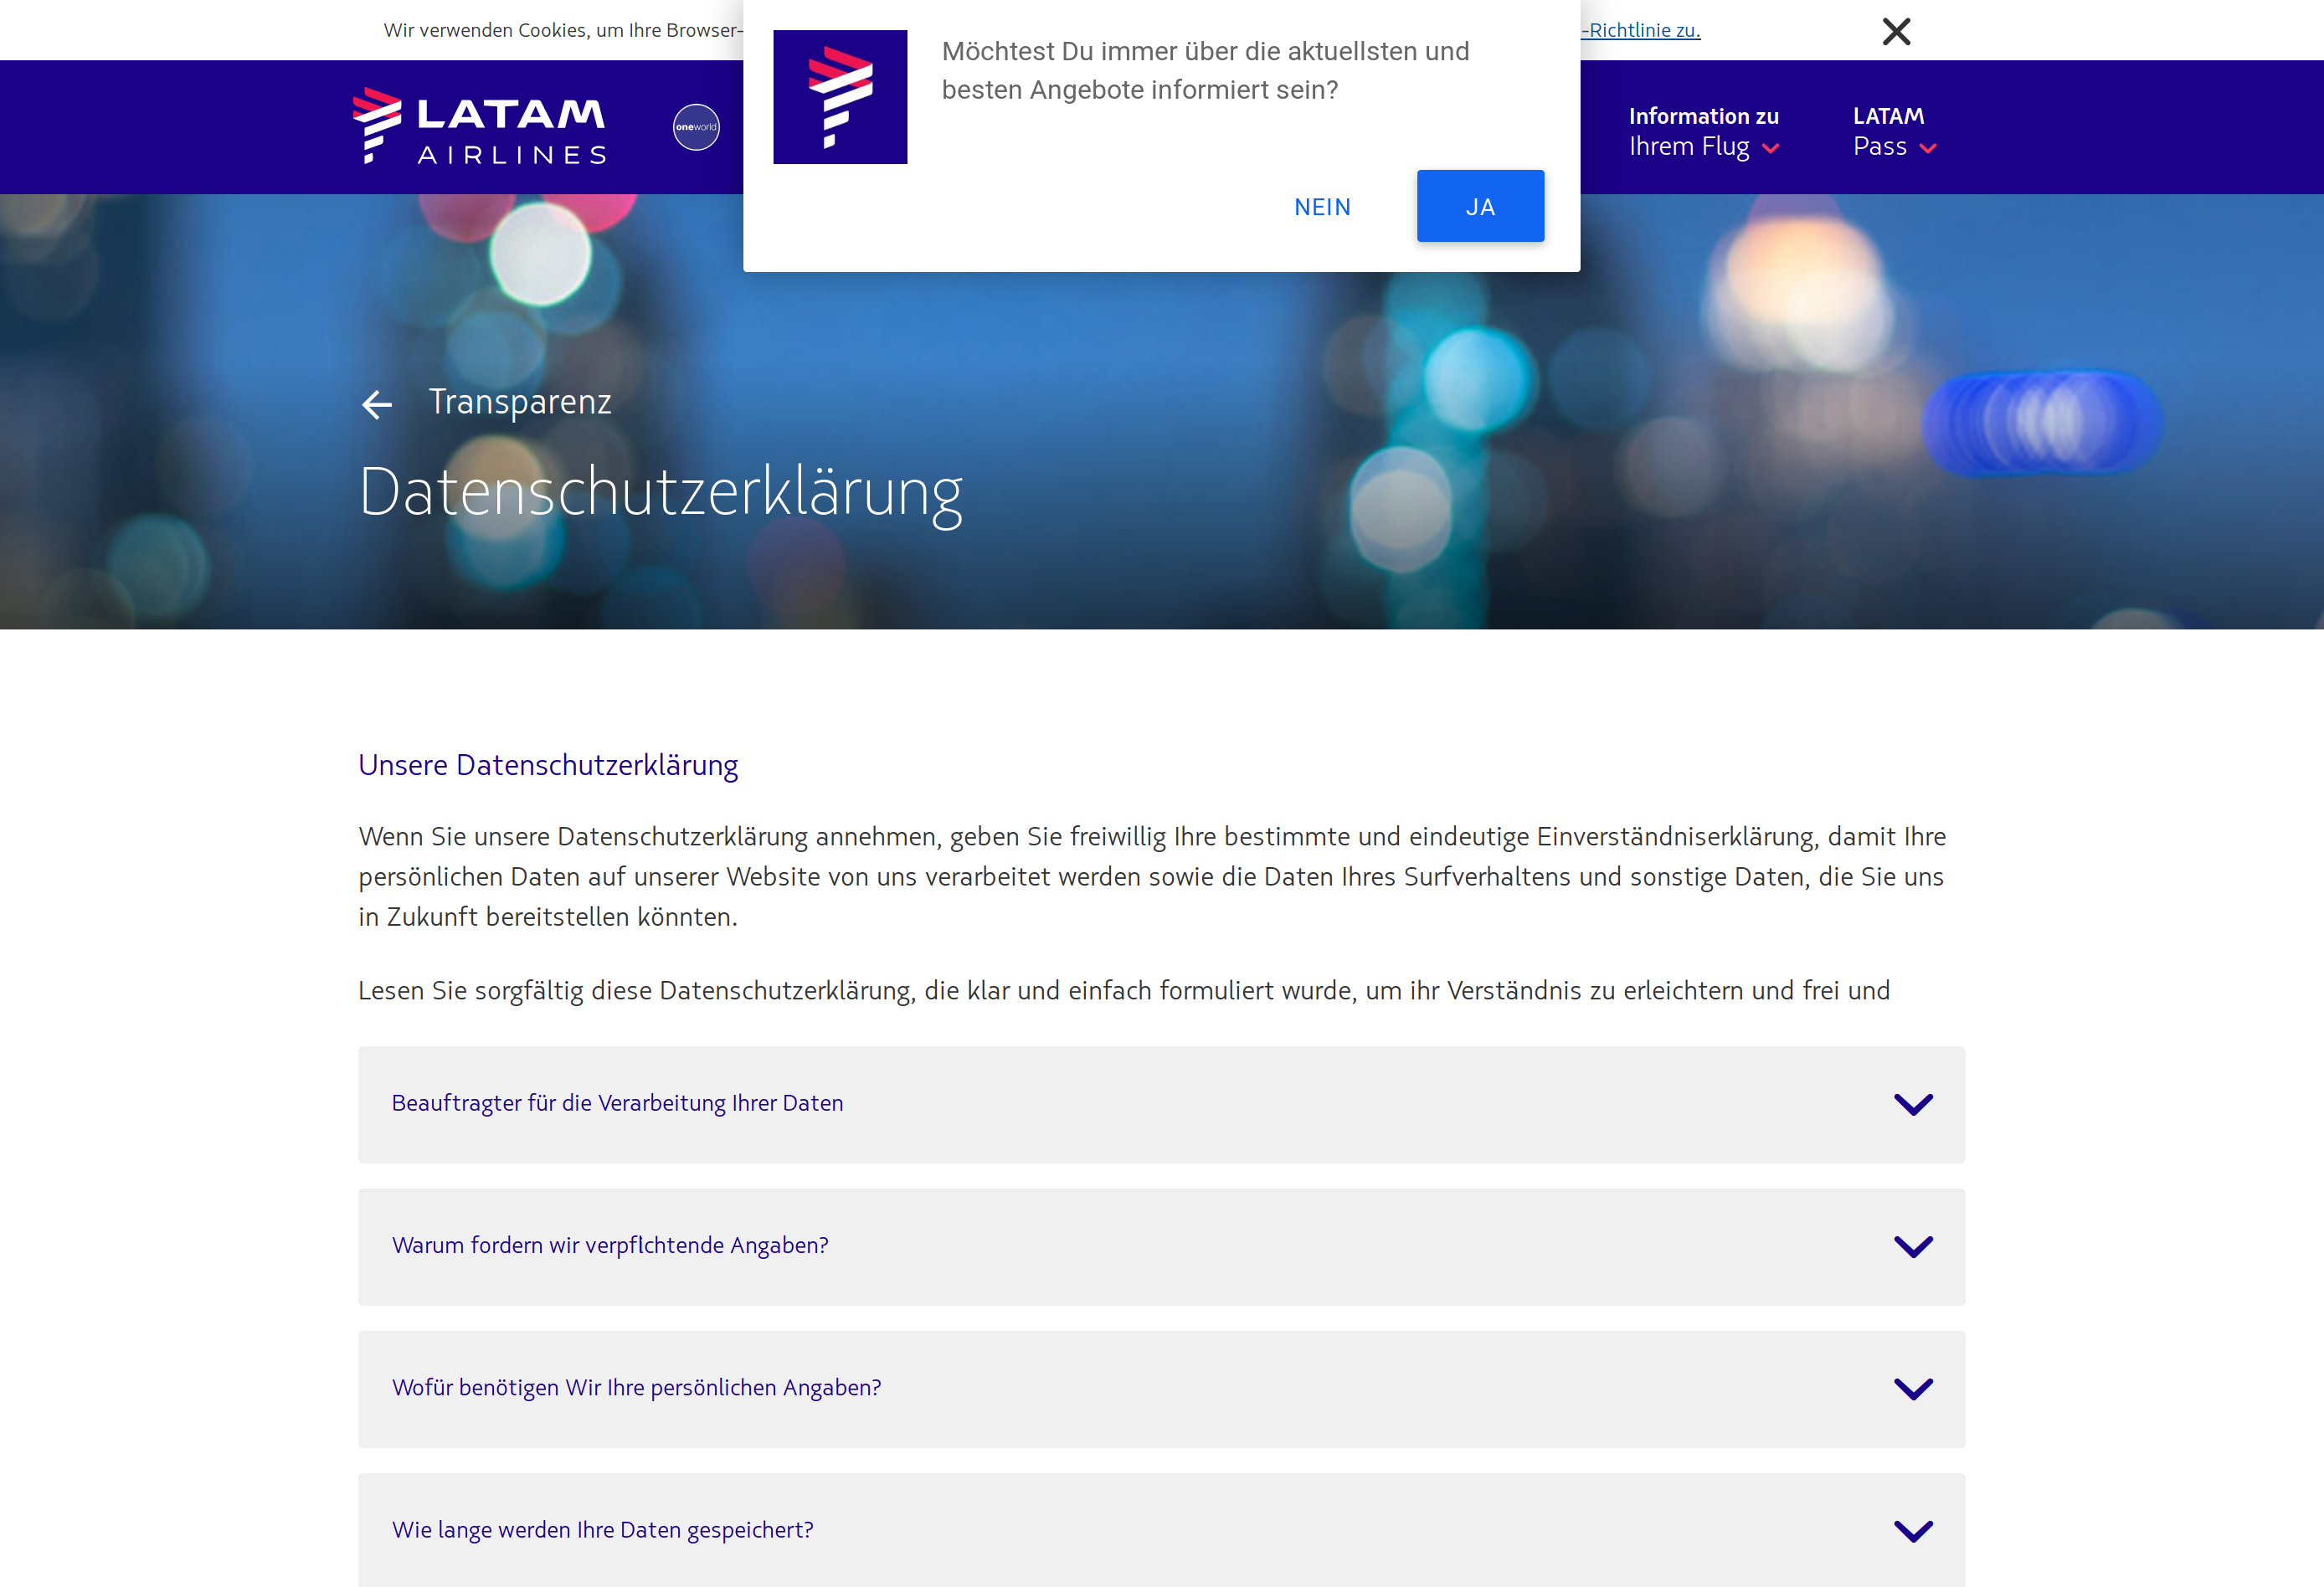 Wir verwenden Cookies, um Ihre Browser-
-Richtlinie zu.
Möchtest Du immer über die aktuellsten und
besten Angebote informiert sein?
NEIN
JA
LATAM
AIRLINES
oneworld
Information zu
Ihrem Flug
LATAM
Pass
Transparenz
Datenschutzerklärung
Unsere Datenschutzerklärung
Wenn Sie unsere Datenschutzerklärung annehmen, geben Sie freiwillig Ihre bestimmte und eindeutige Einverständniserklärung, damit Ihre
persönlichen Daten auf unserer Website von uns verarbeitet werden sowie die Daten Ihres Surfverhaltens und sonstige Daten, die Sie uns
in Zukunft bereitstellen könnten.
Lesen Sie sorgfältig diese Datenschutzerklärung, die klar und einfach formuliert wurde, um ihr Verständnis zu erleichtern und frei und
Beauftragter für die Verarbeitung Ihrer Daten
Warum fordern wir verpflchtende Angaben?
Wofür benötigen Wir Ihre persönlichen Angaben?
Wie lange werden Ihre Daten gespeichert?